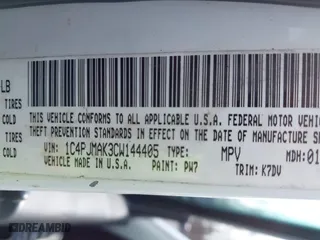 LB
TIRES
COLD
THIS VEHICLE CONFORMS TO ALL APPLICABLE U.S.A. FEDERAL MOTOR VEHIC
TIRES
THEFT PREVENTION STANDARDS IN EFFECT ON THE DATE OF MANUFACTURE SH
COLD
VIN: 1C4PJMAK3CW144405 TYPE: MPV MDH: 01
TIRES
VEHICLE MADE IN U.S.A. PAINT: PW7 TRIM: K7DV
COLD
DREAMBID